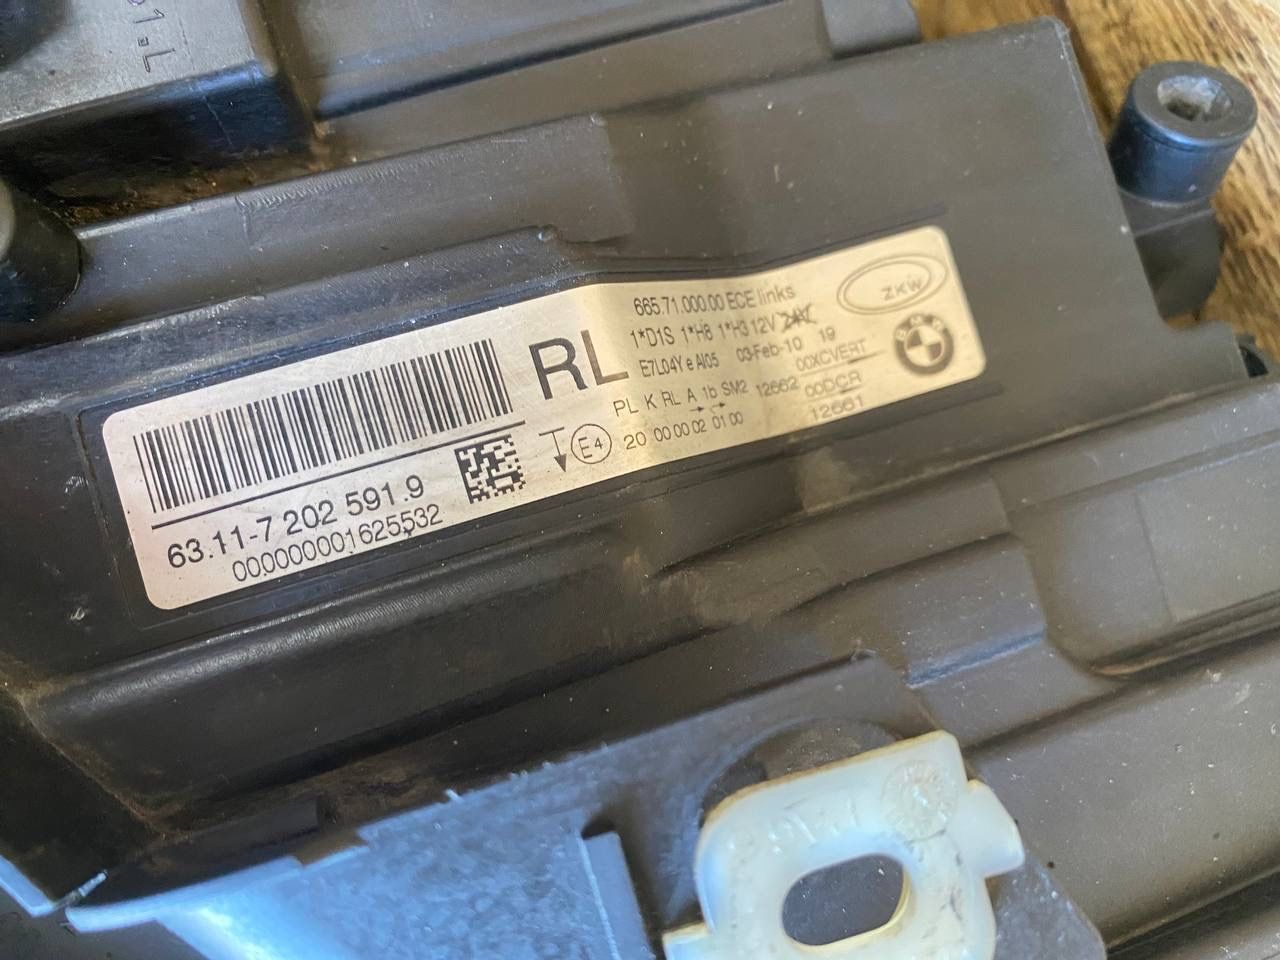 63.11-7 202 591.9
00.000000001625532
RL
665.71.000.00 ECE links
1*D1S 1*H8 1*H3 12V 24V
E7L04Y e AI05 03-Feb-10 19
00XCVERT
PL K RL A 1b SM2 12662 00DCR
E4 20 00 00 02 01 00 12661
ZKW